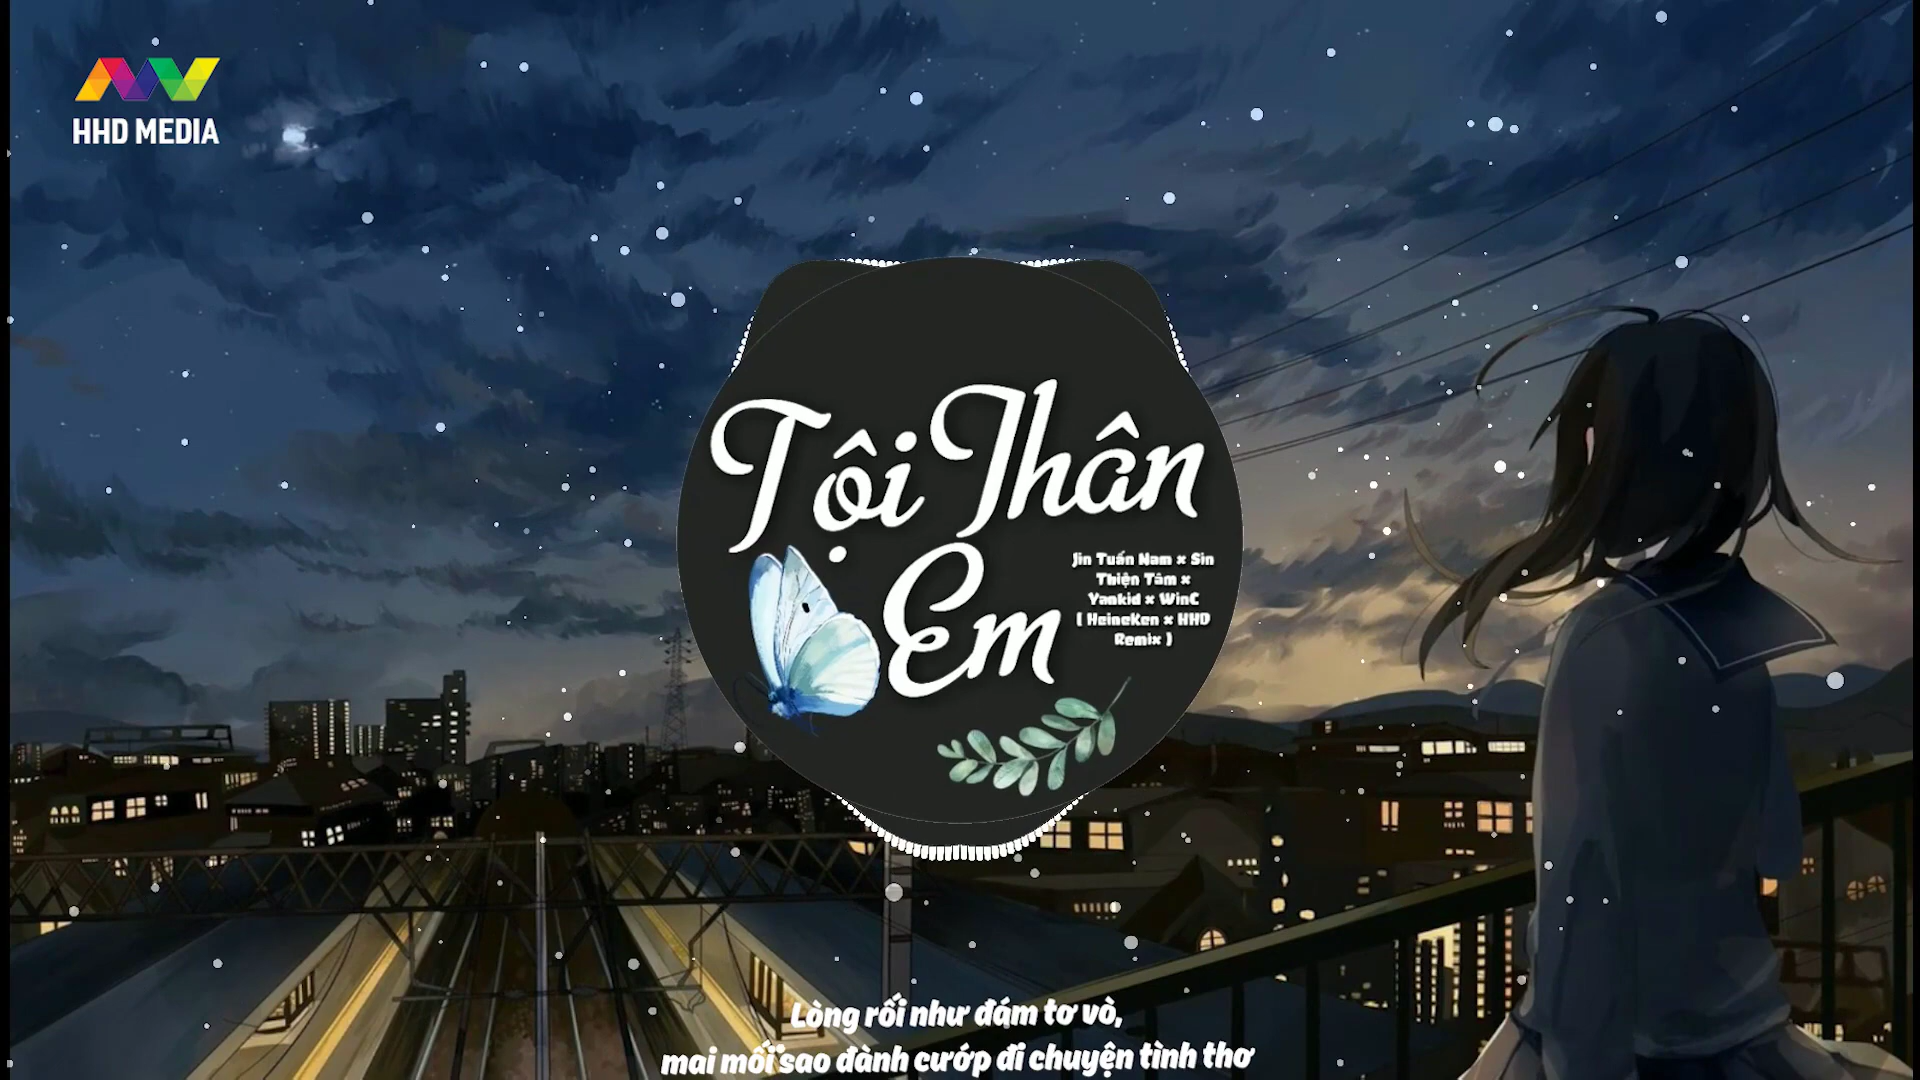 HHD MEDIA
Tội Thân
Em
Jin Tuấn Nam × Sin
Thiện Tâm ×
Yankid × WinC
( HeineKen × HHD
Remix )
Lòng rối như đám tơ vò,
mai mối sao đành cướp đi chuyện tình thơ